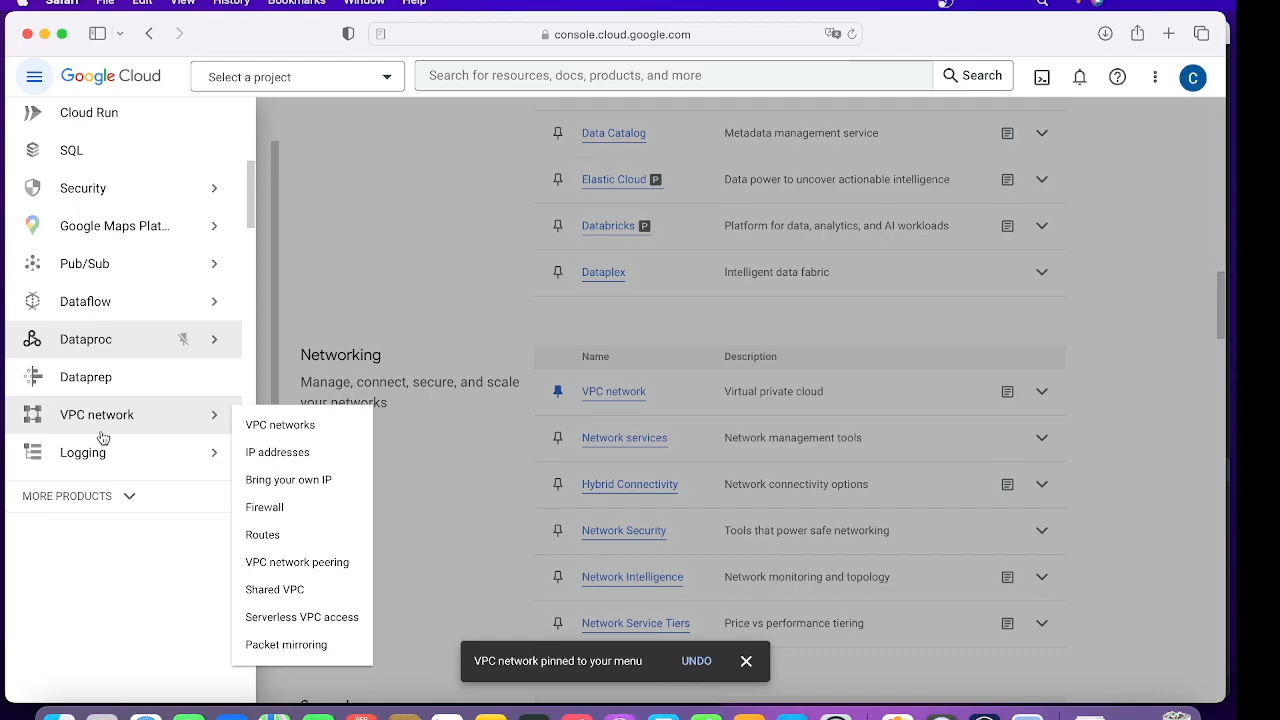 Safari File Edit View History Bookmarks Window Help
console.cloud.google.com
Google Cloud
Select a project
Search for resources, docs, products, and more
Search
C
Cloud Run
SQL
Security
Google Maps Plat...
Pub/Sub
Dataflow
Dataproc
Dataprep
VPC network
Logging
MORE PRODUCTS
VPC networks
IP addresses
Bring your own IP
Firewall
Routes
VPC network peering
Shared VPC
Serverless VPC access
Packet mirroring
Data Catalog Metadata management service
Elastic Cloud P Data power to uncover actionable intelligence
Databricks P Platform for data, analytics, and AI workloads
Dataplex Intelligent data fabric
Networking
Manage, connect, secure, and scale
your networks
Name Description
VPC network Virtual private cloud
Network services Network management tools
Hybrid Connectivity Network connectivity options
Network Security Tools that power safe networking
Network Intelligence Network monitoring and topology
Network Service Tiers Price vs performance tiering
VPC network pinned to your menu UNDO